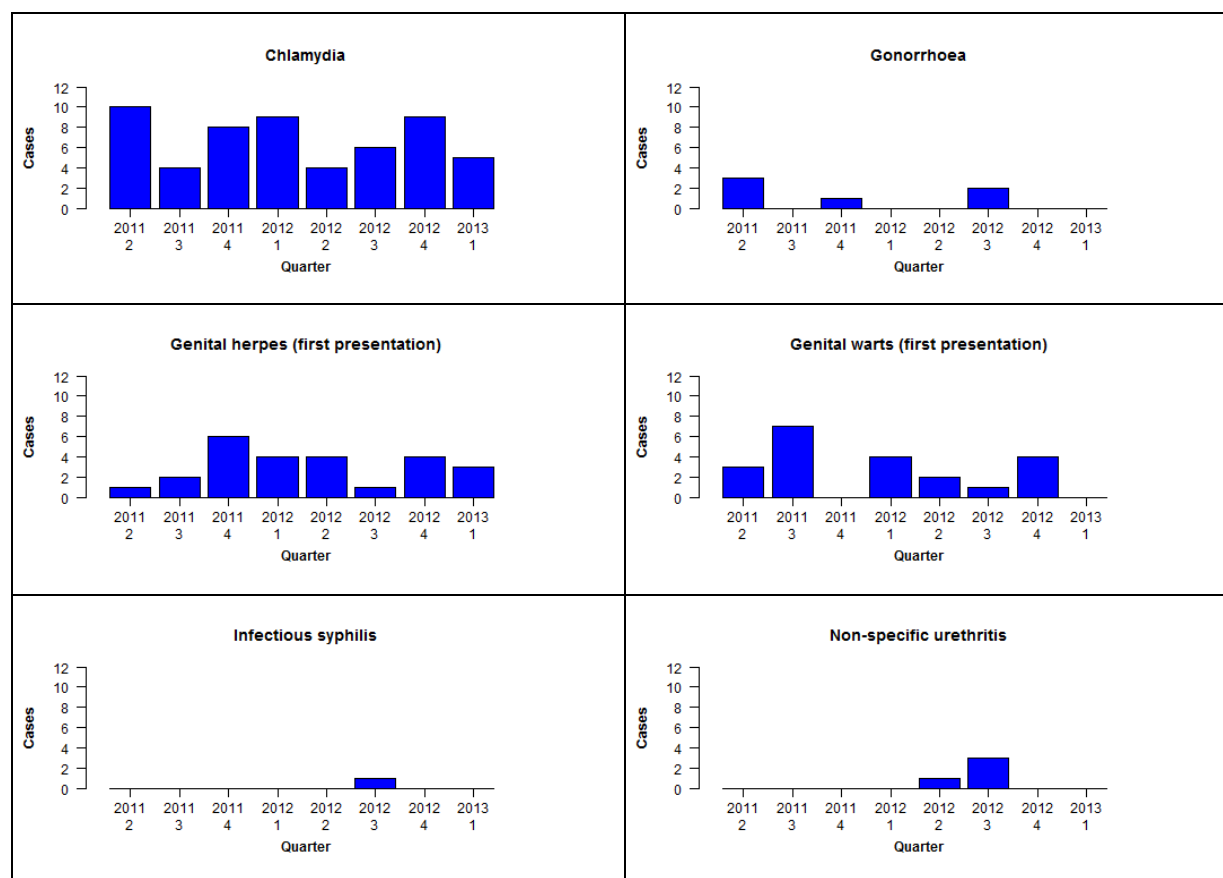 Chlamydia
12
10
8
6
4
2
0
Cases
2011 2011 2011 2012 2012 2012 2012 2013
2 3 4 1 2 3 4 1
Quarter
Gonorrhoea
12
10
8
6
4
2
0
Cases
2011 2011 2011 2012 2012 2012 2012 2013
2 3 4 1 2 3 4 1
Quarter
Genital herpes (first presentation)
12
10
8
6
4
2
0
Cases
2011 2011 2011 2012 2012 2012 2012 2013
2 3 4 1 2 3 4 1
Quarter
Genital warts (first presentation)
12
10
8
6
4
2
0
Cases
2011 2011 2011 2012 2012 2012 2012 2013
2 3 4 1 2 3 4 1
Quarter
Infectious syphilis
12
10
8
6
4
2
0
Cases
2011 2011 2011 2012 2012 2012 2012 2013
2 3 4 1 2 3 4 1
Quarter
Non-specific urethritis
12
10
8
6
4
2
0
Cases
2011 2011 2011 2012 2012 2012 2012 2013
2 3 4 1 2 3 4 1
Quarter